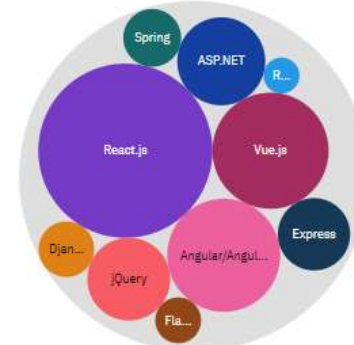 Spring
ASP.NET
R...
React.js
Vue.js
Express
Djan...
Angular/Angul...
jQuery
Fla...